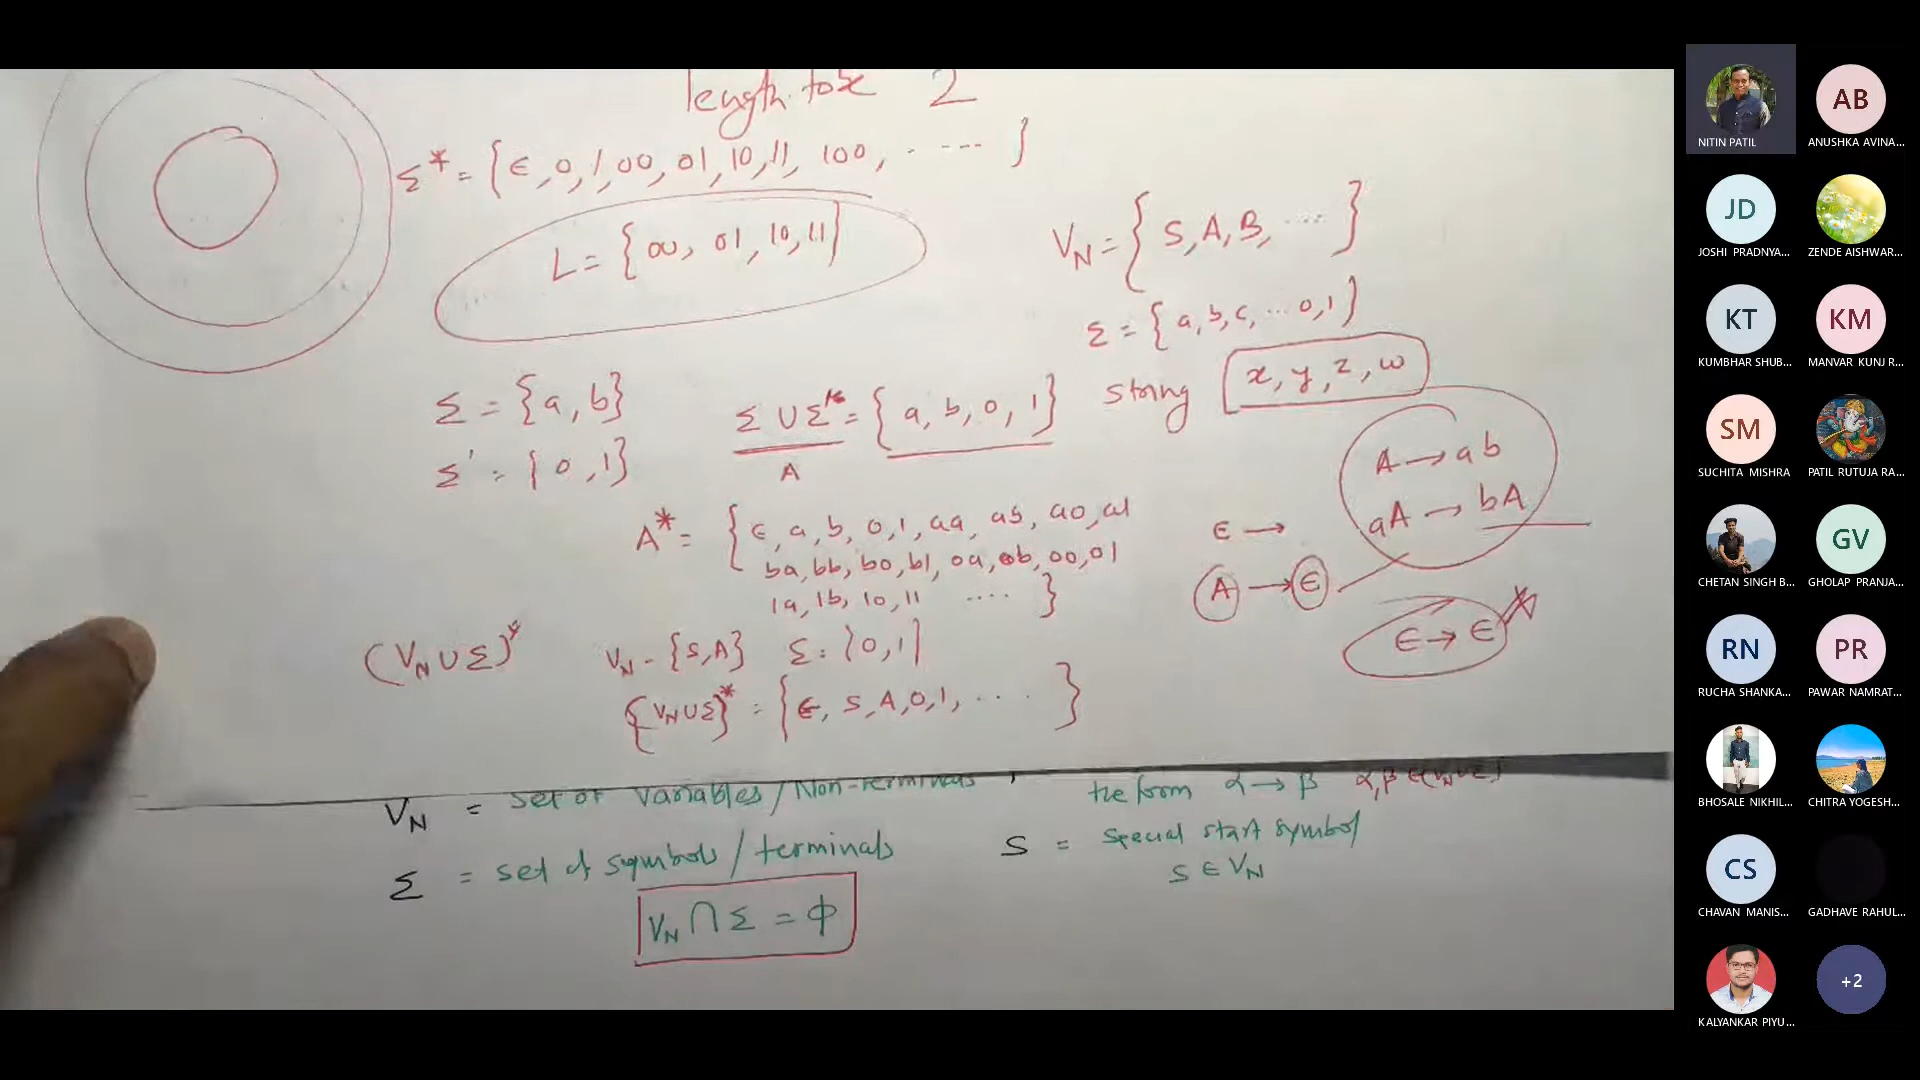 length to be 2
Σ* = {ϵ, 0, 1, 00, 01, 10, 11, 100, . ---- }
L = {00, 01, 10, 11}
V_N = {S, A, B, ....}
Σ = {a, b, c, ... 0, 1}
string x, y, z, w
Σ = {a, b}
Σ' = {0, 1}
Σ ∪ Σ* = {a, b, 0, 1}
A
A → ab
aA → bA
A* = {ϵ, a, b, 0, 1, aa, ab, a0, a1
ba, bb, b0, b1, 0a, 0b, 00, 01
1a, 1b, 10, 11 .... }
ϵ →
A → ϵ
ϵ → ϵ
(V_N ∪ Σ)*
V_N = {S, A} Σ = {0, 1}
(V_N ∪ Σ)* = {ϵ, S, A, 0, 1, .... }
V_N = set of variables / Non-terminals
Σ = set of symbols / terminals
V_N ∩ Σ = ϕ
the form α → β α, β ∈ (V_N ∪ Σ)
S = special start symbol
S ∈ V_N
NITIN PATIL
AB
ANUSHKA AVINA...
JD
JOSHI PRADNYA...
ZENDE AISHWAR...
KT
KUMBHAR SHUB...
KM
MANVAR KUNJ R...
SM
SUCHITA MISHRA
PATIL RUTUJA RA...
CHETAN SINGH B...
GV
GHOLAP PRANJA...
RN
RUCHA SHANKA...
PR
PAWAR NAMRAT...
BHOSALE NIKHIL...
CHITRA YOGESH...
CS
CHAVAN MANIS...
GADHAVE RAHUL...
KALYANKAR PIYU...
+2